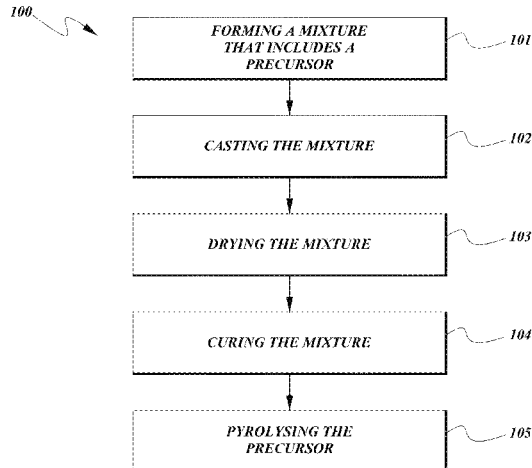 100
FORMING A MIXTURE
THAT INCLUDES A
PRECURSOR
101
CASTING THE MIXTURE
102
DRYING THE MIXTURE
103
CURING THE MIXTURE
104
PYROLYSING THE
PRECURSOR
105